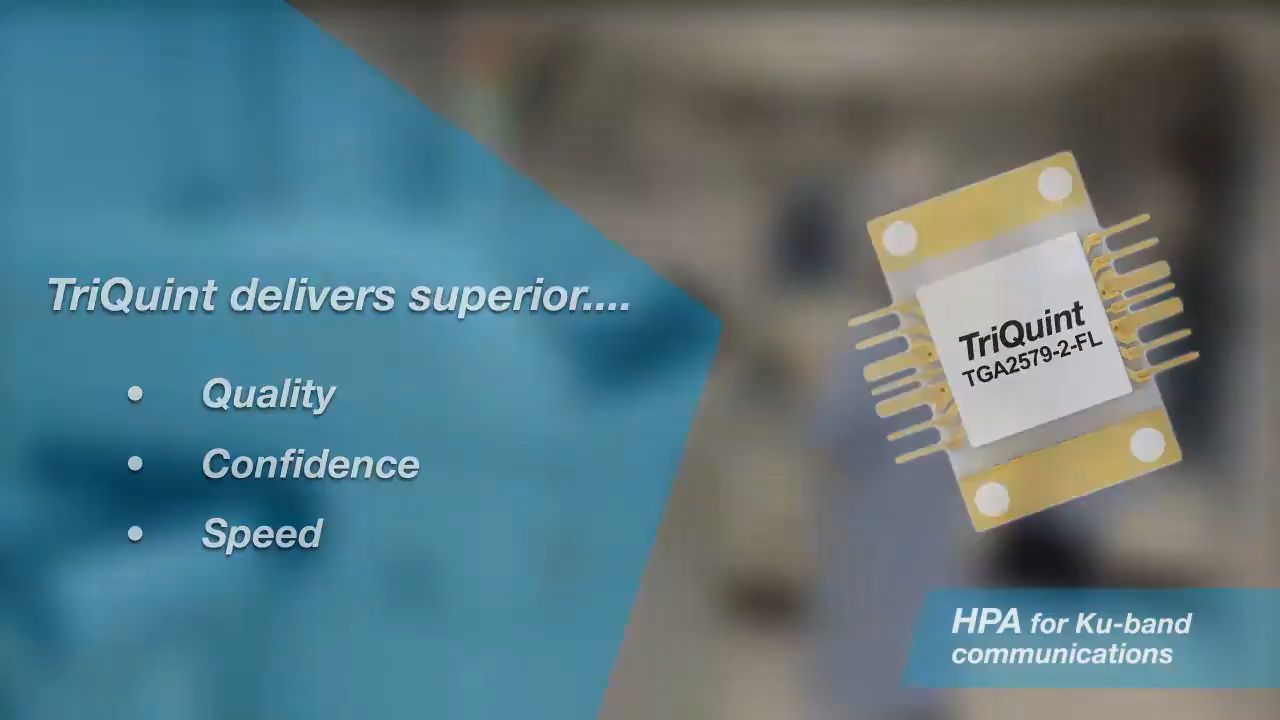 TriQuint delivers superior....
• Quality
• Confidence
• Speed
TriQuint
TGA2579-2-FL
HPA for Ku-band
communications